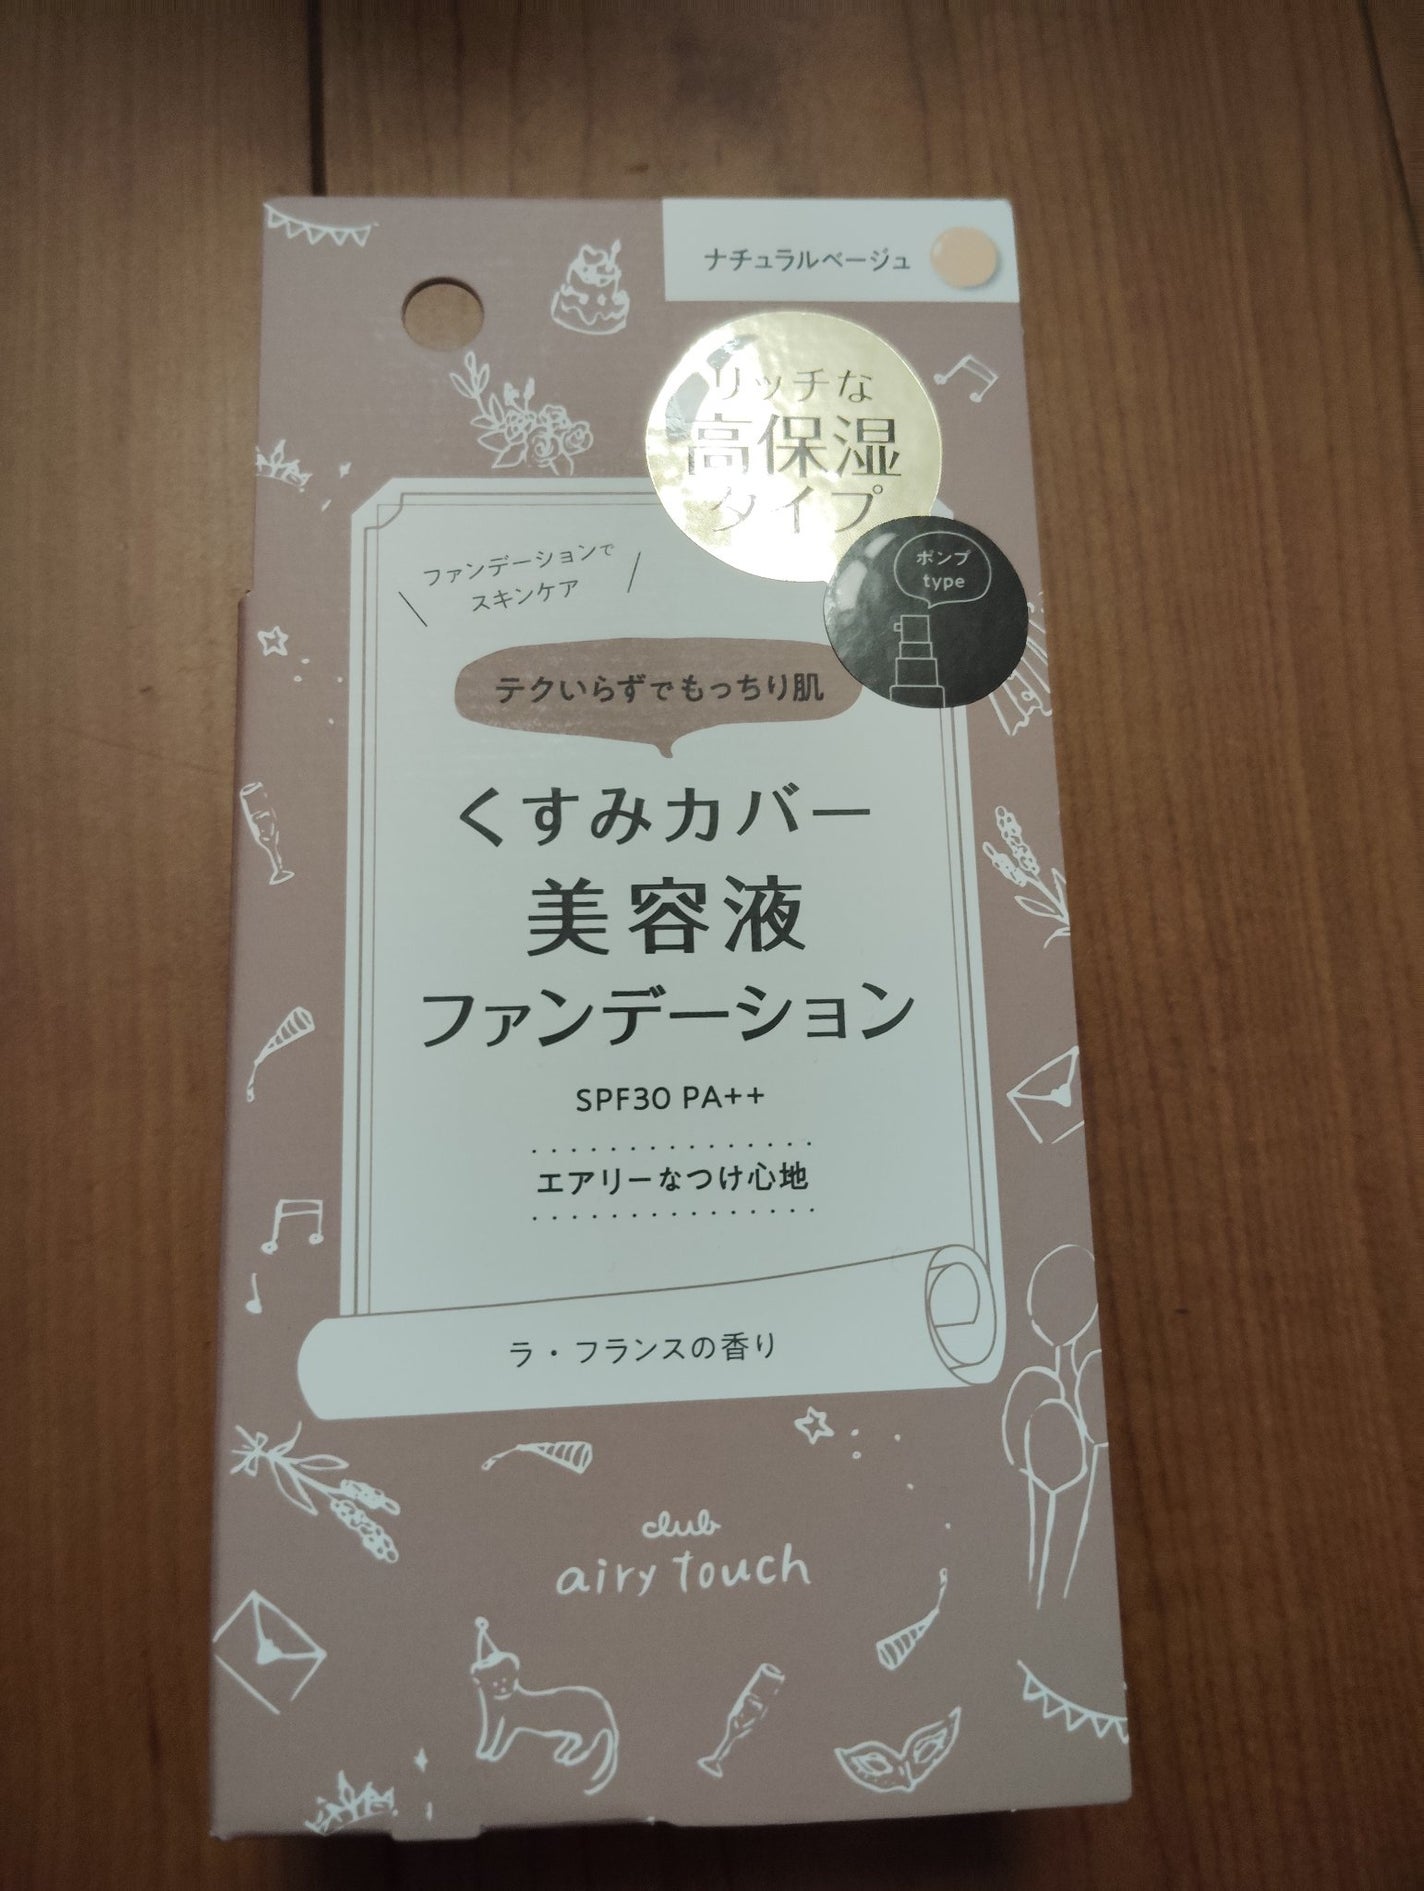 ナチュラルベージュ
リッチな
高保湿
タイプ
ポンプ
type
ファンデーションで
スキンケア
テクいらずでもっちり肌
くすみカバー
美容液
ファンデーション
SPF30 PA++
エアリーなつけ心地
ラ・フランスの香り
club
airy touch